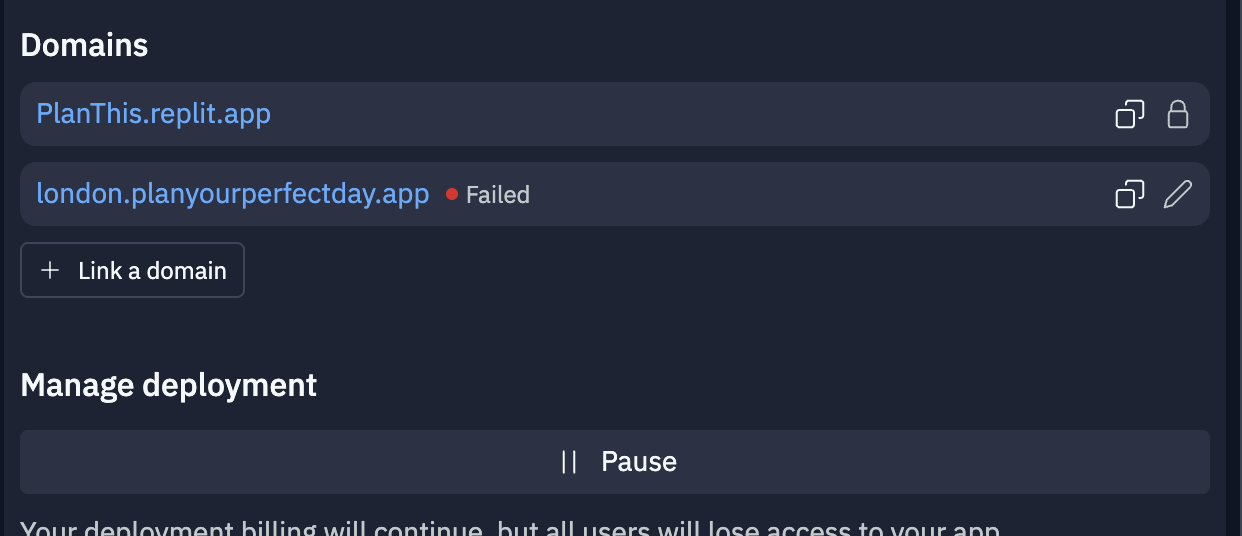 Domains
PlanThis.replit.app
london.planyourperfectday.app Failed
Link a domain
Manage deployment
Pause
Your deployment billing will continue, but all users will lose access to your app